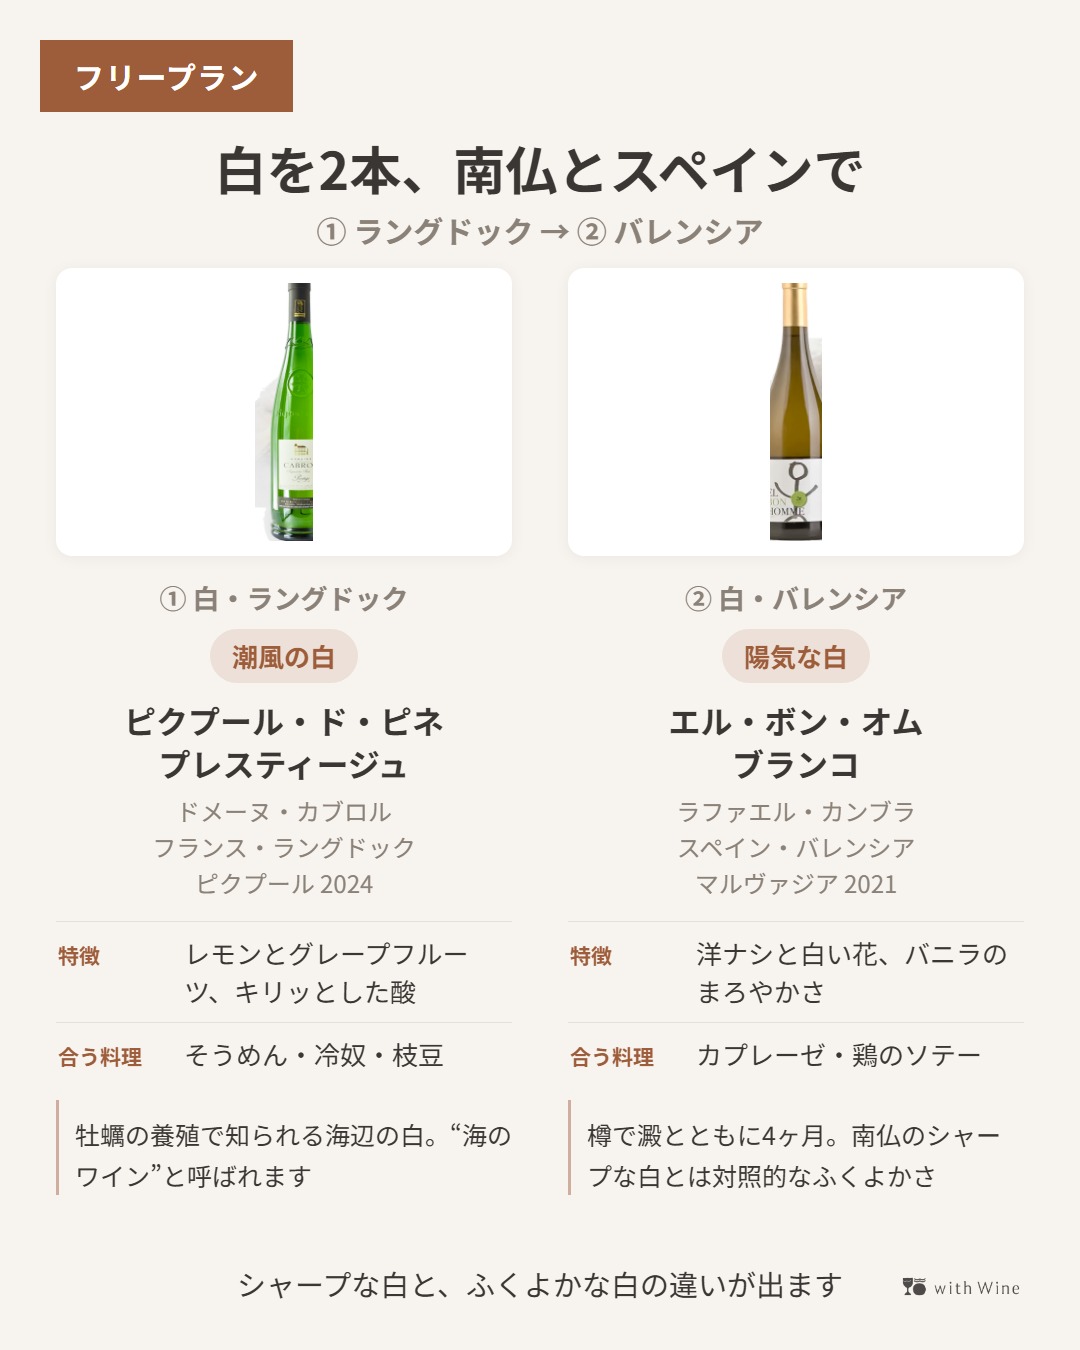 フリープラン
白を2本、南仏とスペインで
① ラングドック → ② バレンシア
CABRO
EL
ION
HOMME
① 白・ラングドック
潮風の白
ピクプール・ド・ピネ
プレスティージュ
ドメーヌ・カブロル
フランス・ラングドック
ピクプール 2024
特徴
レモンとグレープフルー
ツ、キリッとした酸
合う料理
そうめん・冷奴・枝豆
牡蠣の養殖で知られる海辺の白。“海の
ワイン”と呼ばれます
② 白・バレンシア
陽気な白
エル・ボン・オム
ブランコ
ラファエル・カンブラ
スペイン・バレンシア
マルヴァジア 2021
特徴
洋ナシと白い花、バニラの
まろやかさ
合う料理
カプレーゼ・鶏のソテー
樽で澱とともに4ヶ月。南仏のシャー
プな白とは対照的なふくよかさ
シャープな白と、ふくよかな白の違いが出ます
with Wine